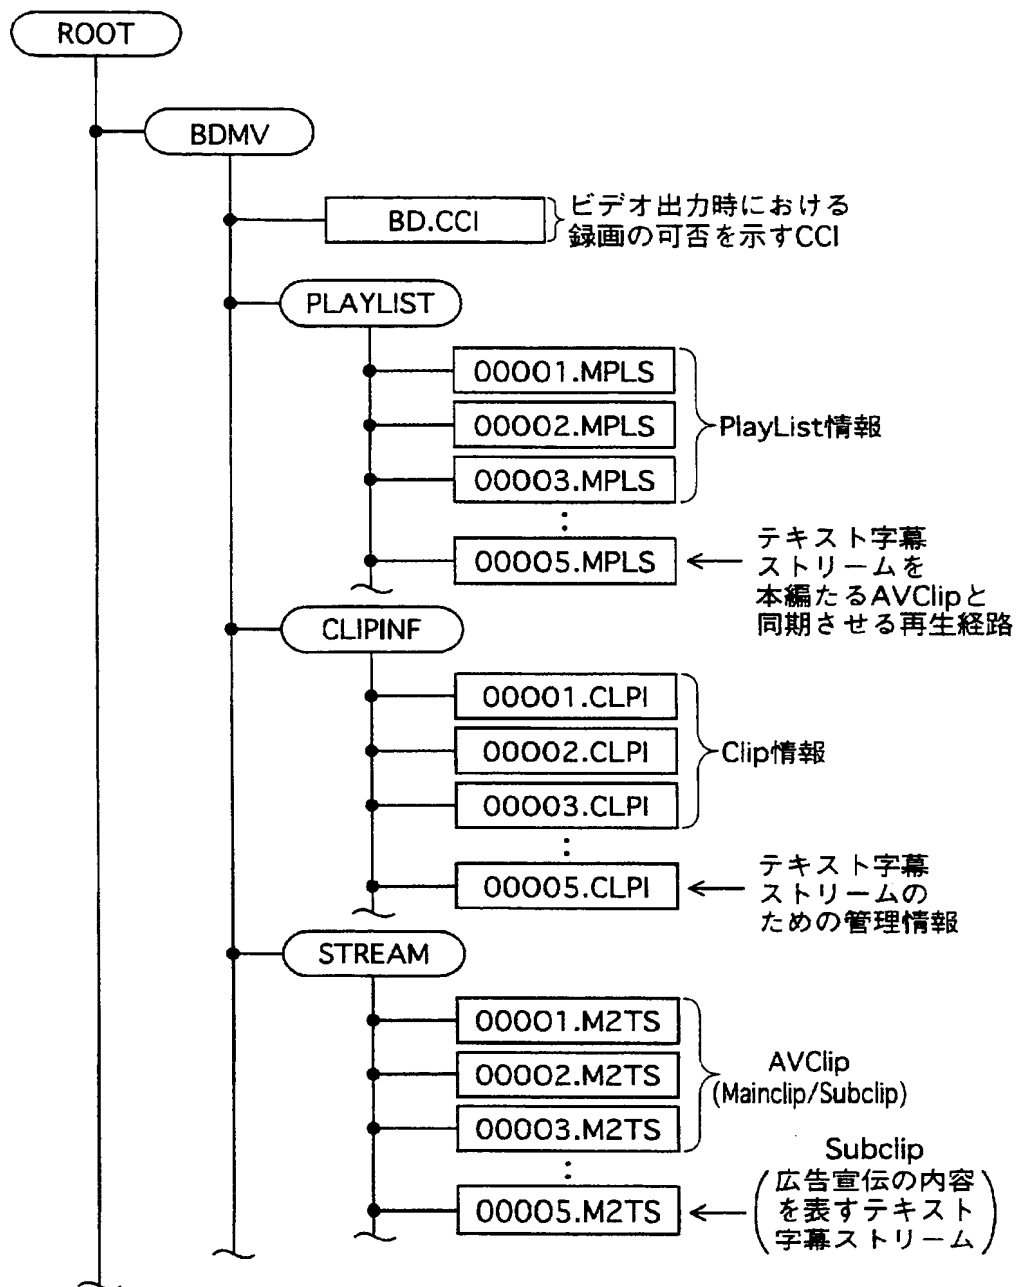 ROOT
BDMV
BD.CCI
ビデオ出力時における
録画の可否を示すCCI
PLAYLIST
00001.MPLS
00002.MPLS
00003.MPLS
PlayList情報
00005.MPLS
テキスト字幕
ストリームを
本編たるAVClipと
同期させる再生経路
CLIPINF
00001.CLPI
00002.CLPI
00003.CLPI
Clip情報
00005.CLPI
テキスト字幕
ストリームの
ための管理情報
STREAM
00001.M2TS
00002.M2TS
00003.M2TS
AVClip
(Mainclip/Subclip)
00005.M2TS
Subclip
(広告宣伝の内容
を表すテキスト
字幕ストリーム)